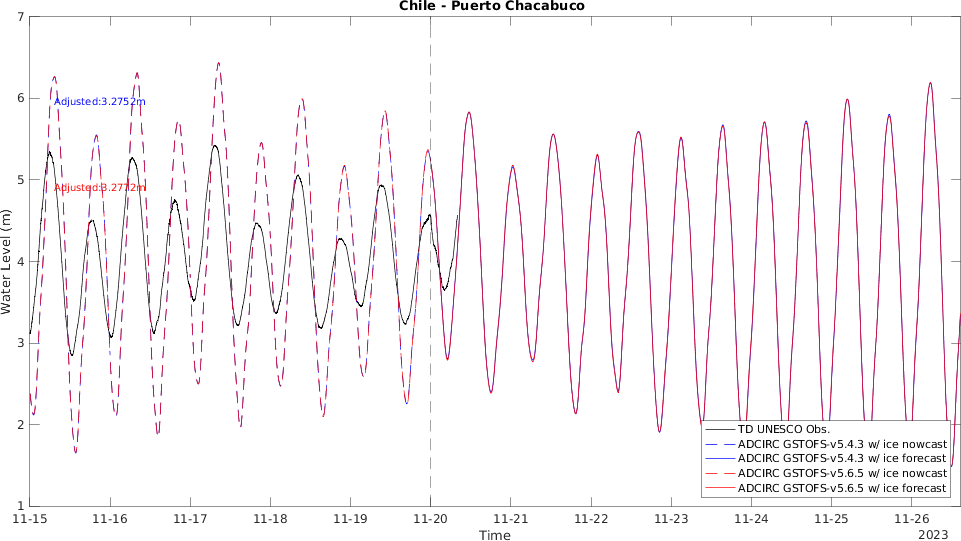 Chile - Puerto Chacabuco
7
6
5
4
3
2
1
Water Level (m)
Adjusted:3.2752m
Adjusted:3.2772m
TD UNESCO Obs.
ADCIRC GSTOFS-v5.4.3 w/ ice nowcast
ADCIRC GSTOFS-v5.4.3 w/ ice forecast
ADCIRC GSTOFS-v5.6.5 w/ ice nowcast
ADCIRC GSTOFS-v5.6.5 w/ ice forecast
11-15 11-16 11-17 11-18 11-19 11-20 11-21 11-22 11-23 11-24 11-25 11-26
Time
2023